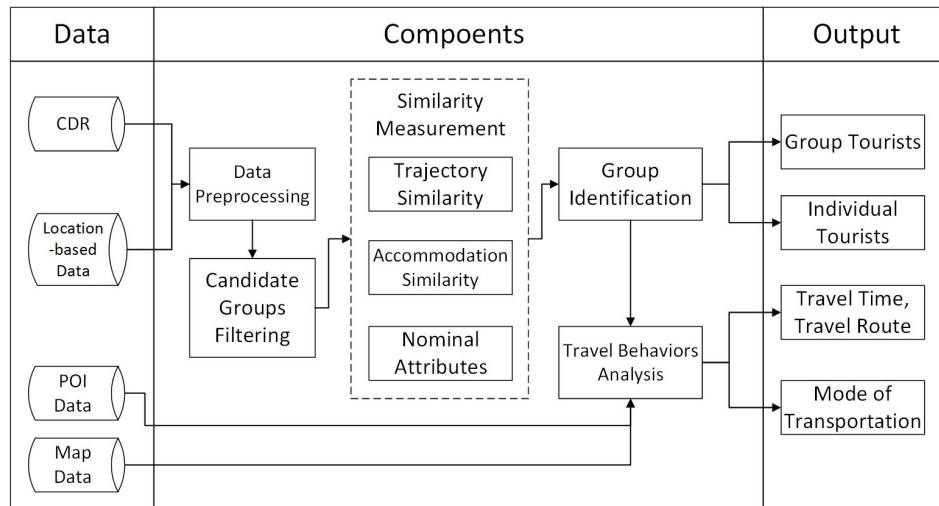 Data
Compoents
Output
CDR
Location
-based
Data
POI
Data
Map
Data
Data
Preprocessing
Candidate
Groups
Filtering
Similarity
Measurement
Trajectory
Similarity
Accommodation
Similarity
Nominal
Attributes
Group
Identification
Travel Behaviors
Analysis
Group Tourists
Individual
Tourists
Travel Time,
Travel Route
Mode of
Transportation